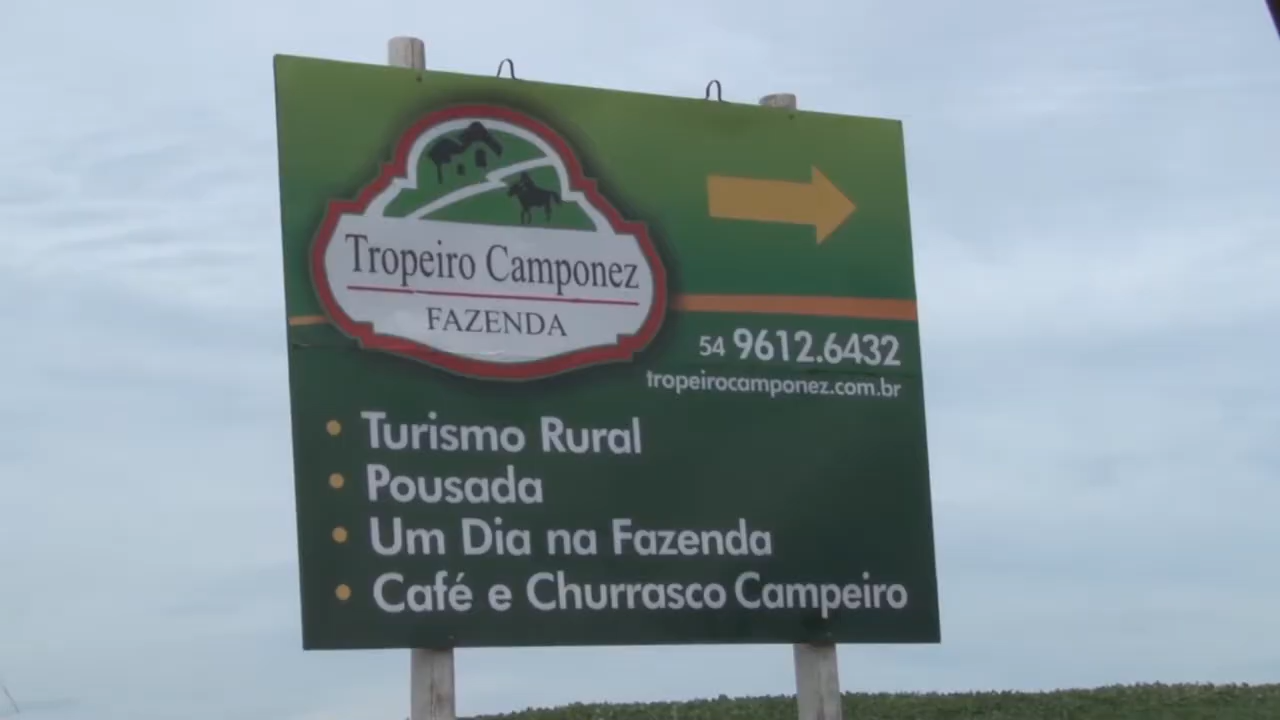 Tropeiro Camponez
FAZENDA
54 9612.6432
tropeirocamponez.com.br
• Turismo Rural
• Pousada
• Um Dia na Fazenda
• Café e Churrasco Campeiro